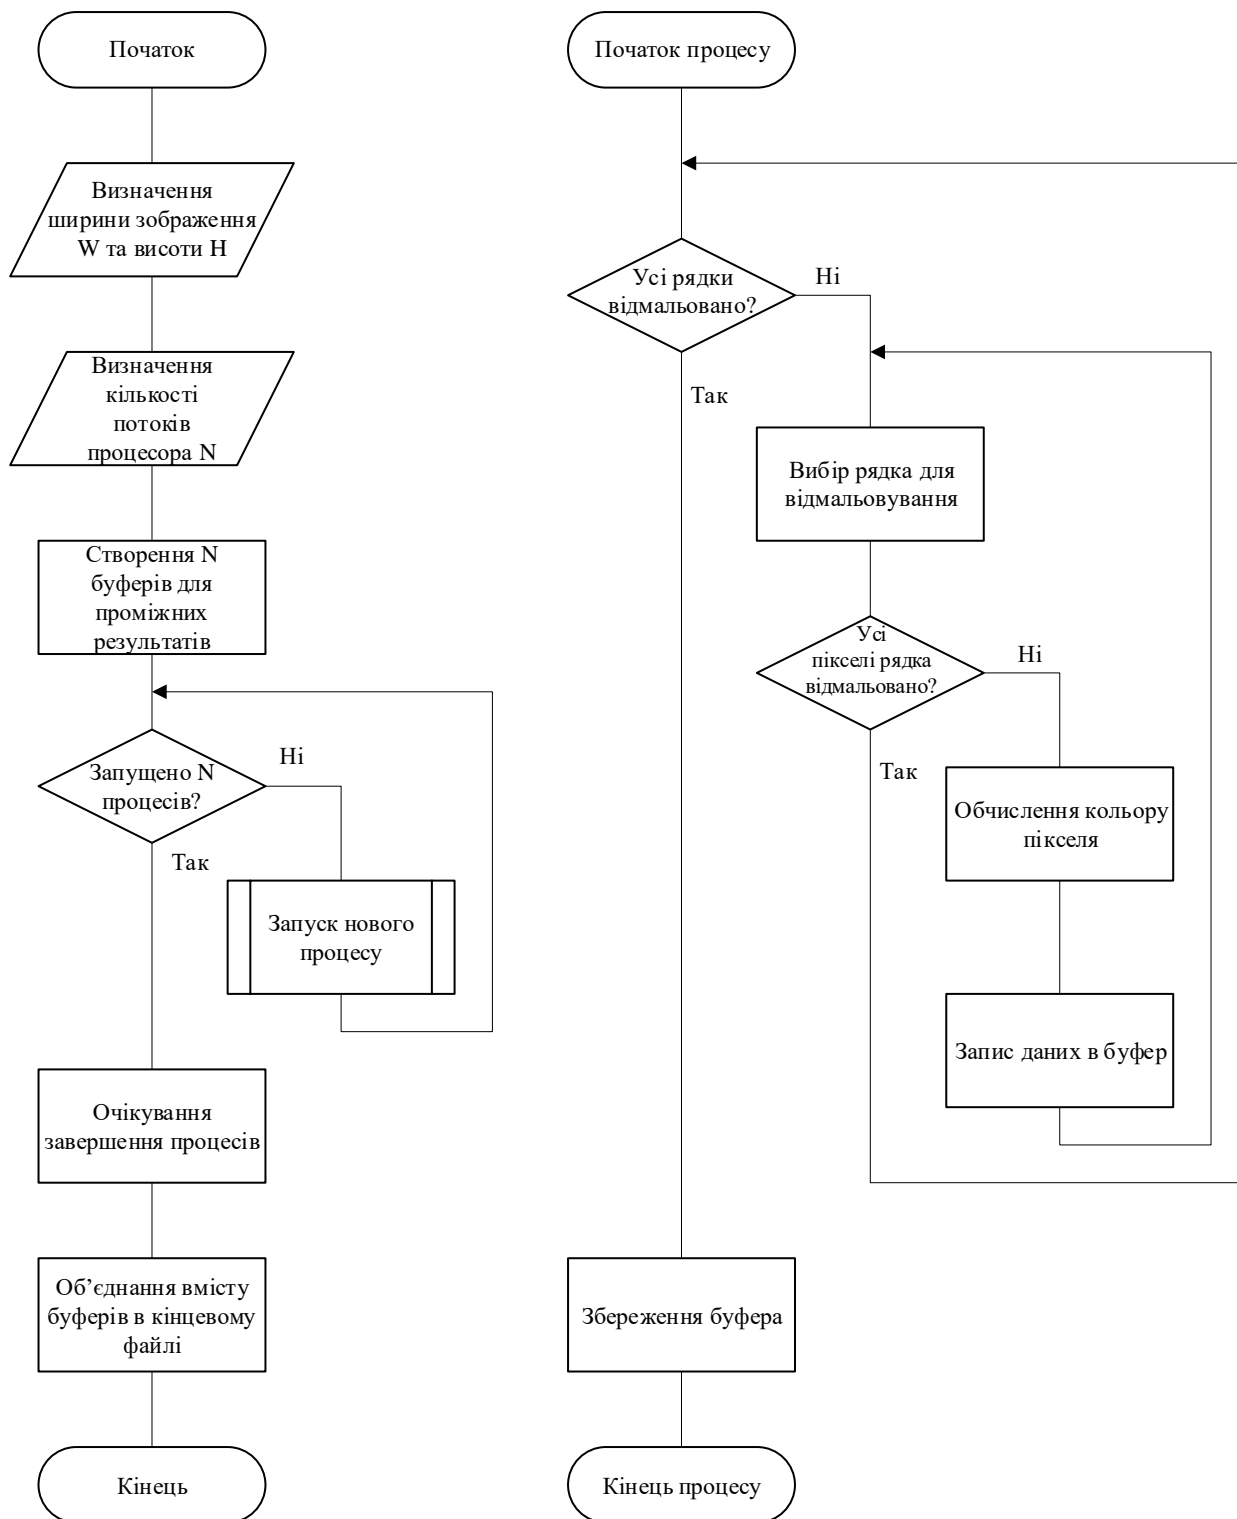 Початок
Визначення
ширини зображення
W та висоти H
Визначення
кількості
потоків
процесора N
Створення N
буферів для
проміжних
результатів
Запущено N
процесів?
Ні
Так
Запуск нового
процесу
Очікування
завершення процесів
Об’єднання вмісту
буферів в кінцевому
файлі
Кінець
Початок процесу
Усі рядки
відмальовано?
Ні
Так
Вибір рядка для
відмальовування
Усі
пікселі рядка
відмальовано?
Ні
Так
Обчислення кольору
пікселя
Запис даних в буфер
Збереження буфера
Кінець процесу